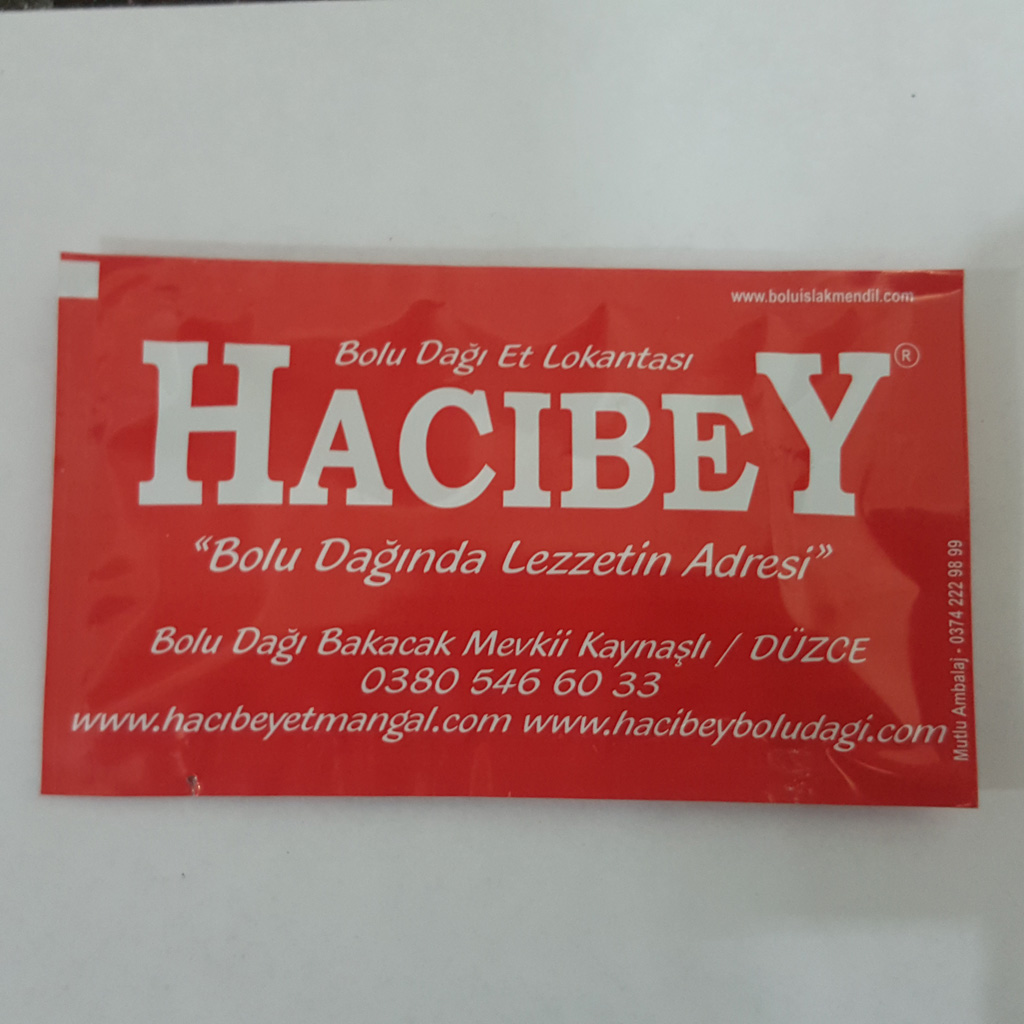 www.boluislakmendil.com
Bolu Dağı Et Lokantası
HACIBEY®
“Bolu Dağında Lezzetin Adresi”
Bolu Dağı Bakacak Mevkii Kaynaşlı / DÜZCE
0380 546 60 33
www.hacıbeyetmangal.com www.hacibeyboludagi.com
Mutlu Ambalaj - 0374 222 98 99